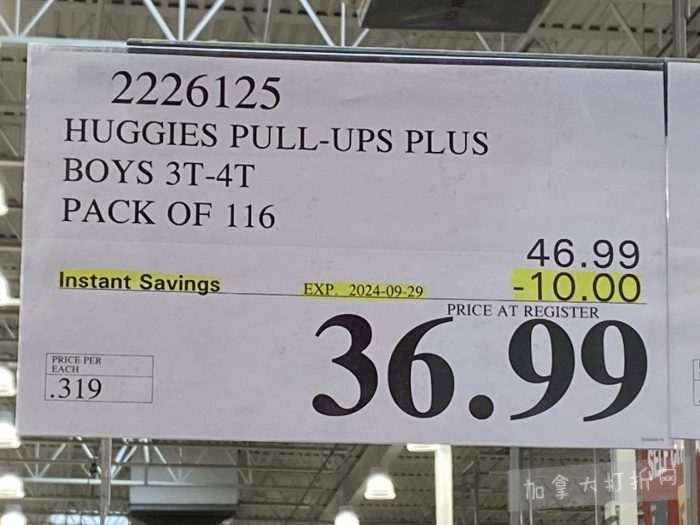 2226125
HUGGIES PULL-UPS PLUS
BOYS 3T-4T
PACK OF 116
46.99
Instant Savings EXP. 2024-09-29 -10.00
PRICE AT REGISTER
36.99
PRICE PER
EACH
.319
加拿大打折网